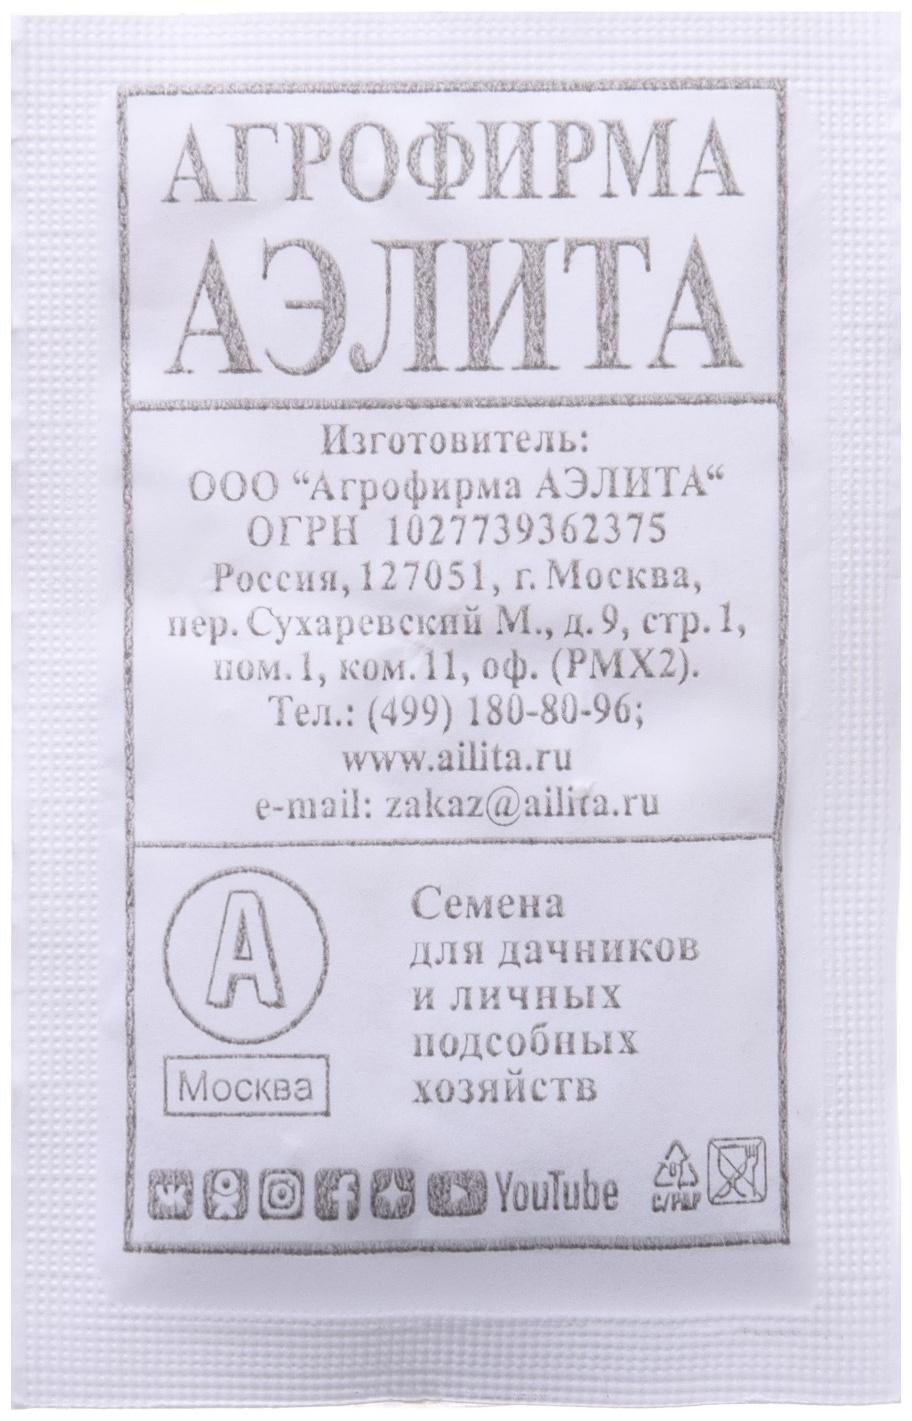 АГРОФИРМА
АЭЛИТА
Изготовитель:
ООО “Агрофирма АЭЛИТА“
ОГРН 1027739362375
Россия, 127051, г. Москва,
пер. Сухаревский М., д. 9, стр. 1,
пом. 1, ком. 11, оф. (РМХ2).
Тел.: (499) 180-80-96;
www.ailita.ru
e-mail: zakaz@ailita.ru
А
Москва
Семена
для дачников
и личных
подсобных
хозяйств
YouTube
C/PAP